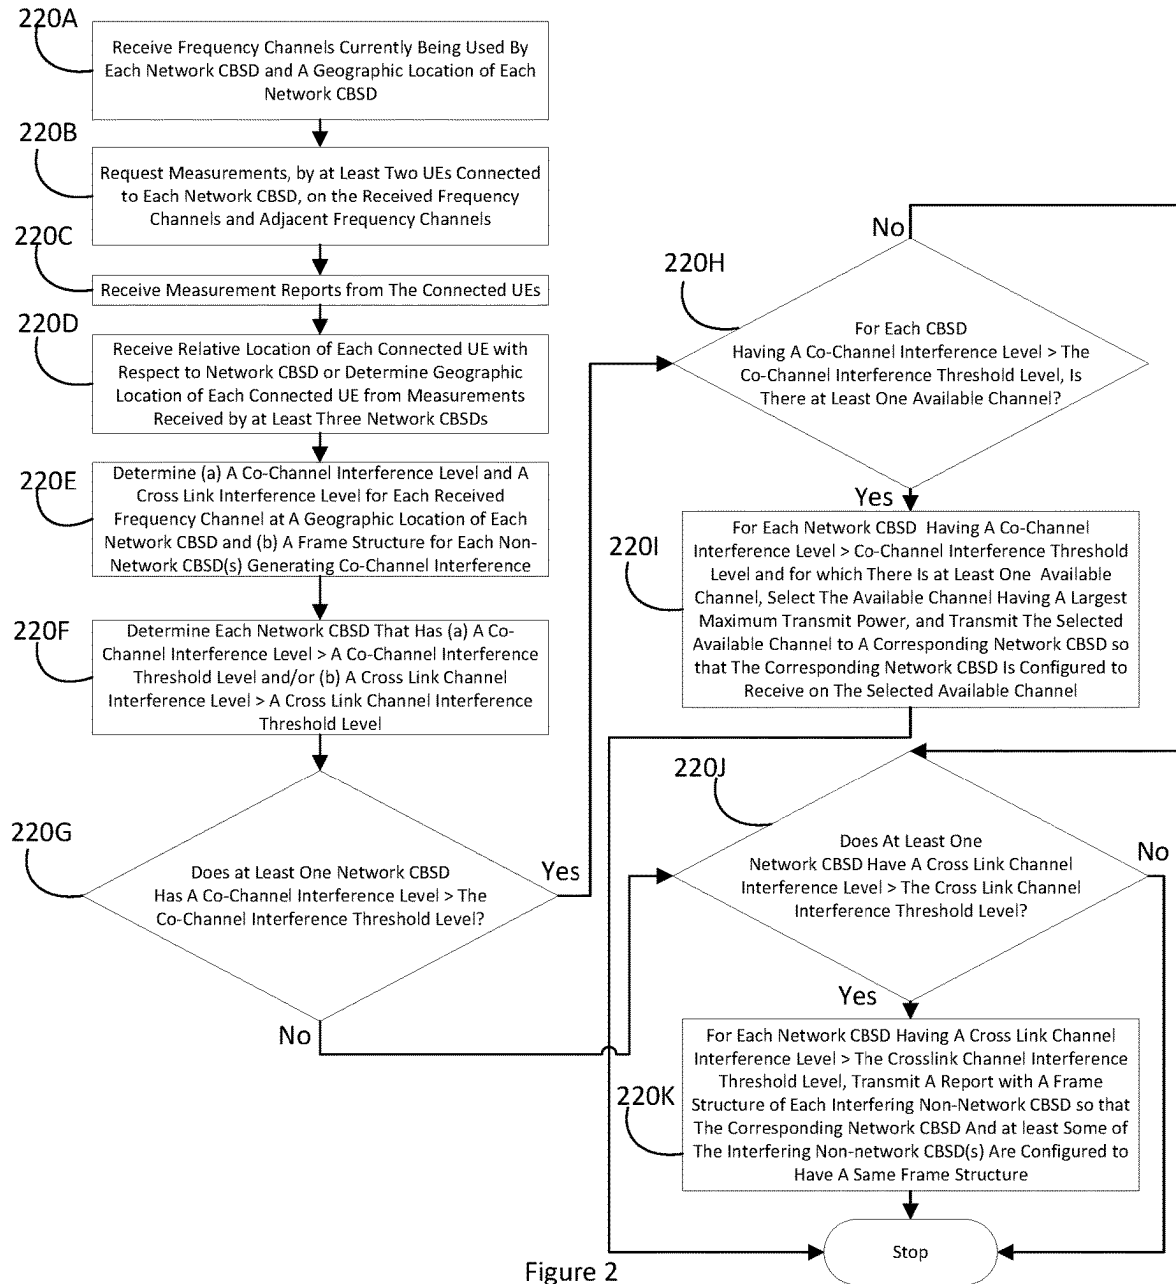 220A
Receive Frequency Channels Currently Being Used By
Each Network CBSD and A Geographic Location of Each
Network CBSD
220B
Request Measurements, by at Least Two UEs Connected
to Each Network CBSD, on the Received Frequency
Channels and Adjacent Frequency Channels
220C
Receive Measurement Reports from The Connected UEs
220D
Receive Relative Location of Each Connected UE with
Respect to Network CBSD or Determine Geographic
Location of Each Connected UE from Measurements
Received by at Least Three Network CBSDs
220E
Determine (a) A Co-Channel Interference Level and A
Cross Link Interference Level for Each Received
Frequency Channel at A Geographic Location of Each
Network CBSD and (b) A Frame Structure for Each Non-
Network CBSD(s) Generating Co-Channel Interference
220F
Determine Each Network CBSD That Has (a) A Co-
Channel Interference Level > A Co-Channel Interference
Threshold Level and/or (b) A Cross Link Channel
Interference Level > A Cross Link Channel Interference
Threshold Level
220G
Does at Least One Network CBSD
Has A Co-Channel Interference Level > The
Co-Channel Interference Threshold Level?
Yes
No
220H
No
For Each CBSD
Having A Co-Channel Interference Level > The
Co-Channel Interference Threshold Level, Is
There at Least One Available Channel?
Yes
220I
For Each Network CBSD Having A Co-Channel
Interference Level > Co-Channel Interference Threshold
Level and for which There Is at Least One Available
Channel, Select The Available Channel Having A Largest
Maximum Transmit Power, and Transmit The Selected
Available Channel to A Corresponding Network CBSD so
that The Corresponding Network CBSD Is Configured to
Receive on The Selected Available Channel
220J
Does At Least One
Network CBSD Have A Cross Link Channel
Interference Level > The Cross Link Channel
Interference Threshold Level?
No
Yes
220K
For Each Network CBSD Having A Cross Link Channel
Interference Level > The Crosslink Channel Interference
Threshold Level, Transmit A Report with A Frame
Structure of Each Interfering Non-Network CBSD so that
The Corresponding Network CBSD And at least Some of
The Interfering Non-network CBSD(s) Are Configured to
Have A Same Frame Structure
Stop
Figure 2